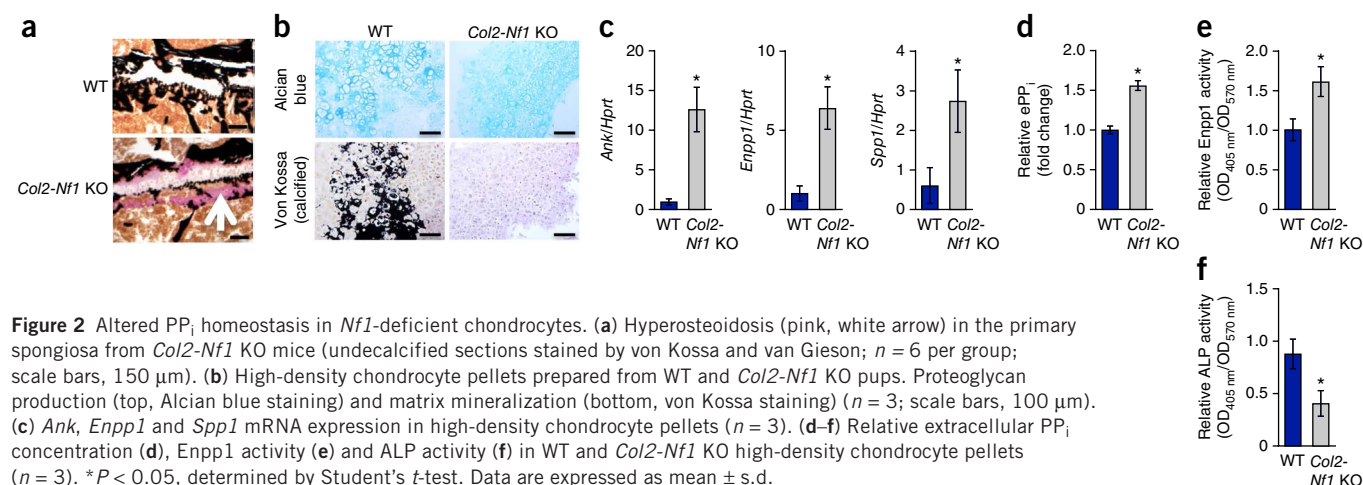 a
WT
Col2-Nf1 KO
b
WT
Col2-Nf1 KO
Alcian
blue
Von Kossa
(calcified)
c
Ank/Hprt
20
15
10
5
0
*
WT Col2-
Nf1 KO
Enpp1/Hprt
10
5
0
*
WT Col2-
Nf1 KO
Spp1/Hprt
4
3
2
1
0
*
WT Col2-
Nf1 KO
d
Relative ePPi
(fold change)
2.0
1.5
1.0
0.5
0
*
WT Col2-
Nf1 KO
e
Relative Enpp1 activity
(OD405 nm/OD570 nm)
2.0
1.5
1.0
0.5
0
*
WT Col2-
Nf1 KO
f
Relative ALP activity
(OD405 nm/OD570 nm)
1.5
1.0
0.5
0
*
WT Col2-
Nf1 KO
Figure 2 Altered PPi homeostasis in Nf1-deficient chondrocytes. (a) Hyperosteoidosis (pink, white arrow) in the primary
spongiosa from Col2-Nf1 KO mice (undecalcified sections stained by von Kossa and van Gieson; n = 6 per group;
scale bars, 150 μm). (b) High-density chondrocyte pellets prepared from WT and Col2-Nf1 KO pups. Proteoglycan
production (top, Alcian blue staining) and matrix mineralization (bottom, von Kossa staining) (n = 3; scale bars, 100 μm).
(c) Ank, Enpp1 and Spp1 mRNA expression in high-density chondrocyte pellets (n = 3). (d–f) Relative extracellular PPi
concentration (d), Enpp1 activity (e) and ALP activity (f) in WT and Col2-Nf1 KO high-density chondrocyte pellets
(n = 3). *P < 0.05, determined by Student's t-test. Data are expressed as mean ± s.d.